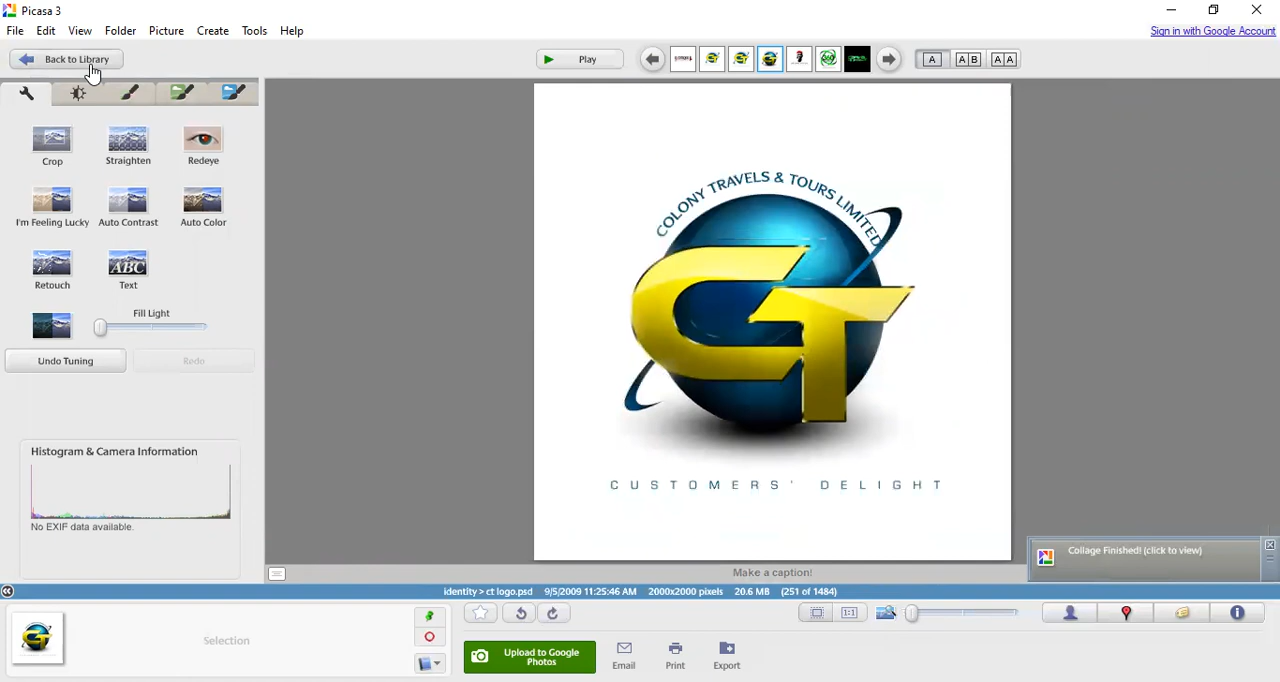 Picasa 3
File Edit View Folder Picture Create Tools Help
Sign in with Google Account
Back to Library
Play
A
A B
A A
Crop
Straighten
Redeye
I'm Feeling Lucky
Auto Contrast
Auto Color
Retouch
ABC
Text
Fill Light
Undo Tuning
Redo
Histogram & Camera Information
No EXIF data available.
COLONY TRAVELS & TOURS LIMITED
CT
CUSTOMERS' DELIGHT
Collage Finished! (click to view)
Make a caption!
identity > ct logo.psd 9/5/2009 11:25:46 AM 2000x2000 pixels 20.6 MB (251 of 1484)
Selection
1:1
Upload to Google
Photos
Email
Print
Export